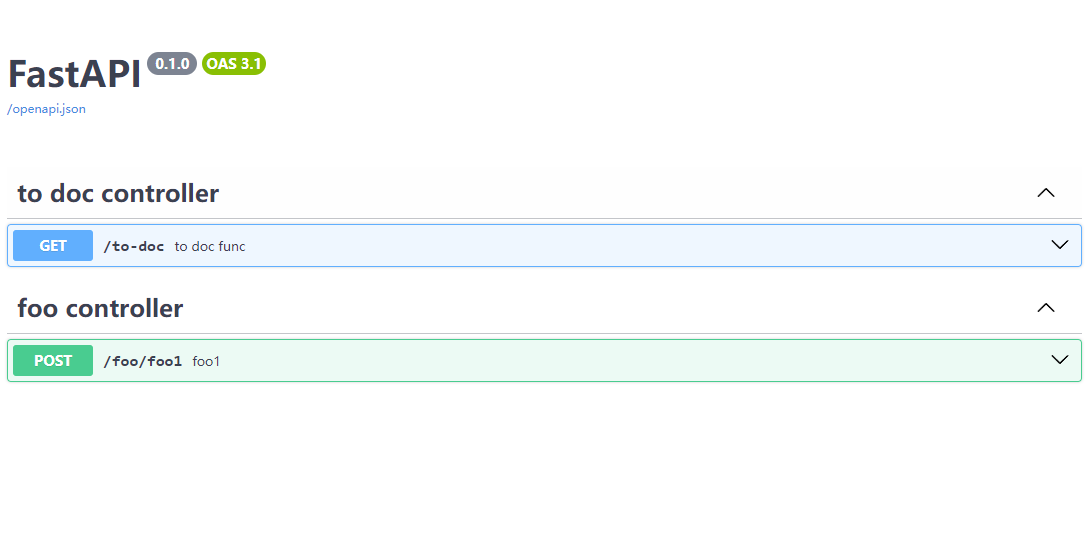 FastAPI 0.1.0 OAS 3.1
/openapi.json
to doc controller
GET /to-doc to doc func
foo controller
POST /foo/foo1 foo1